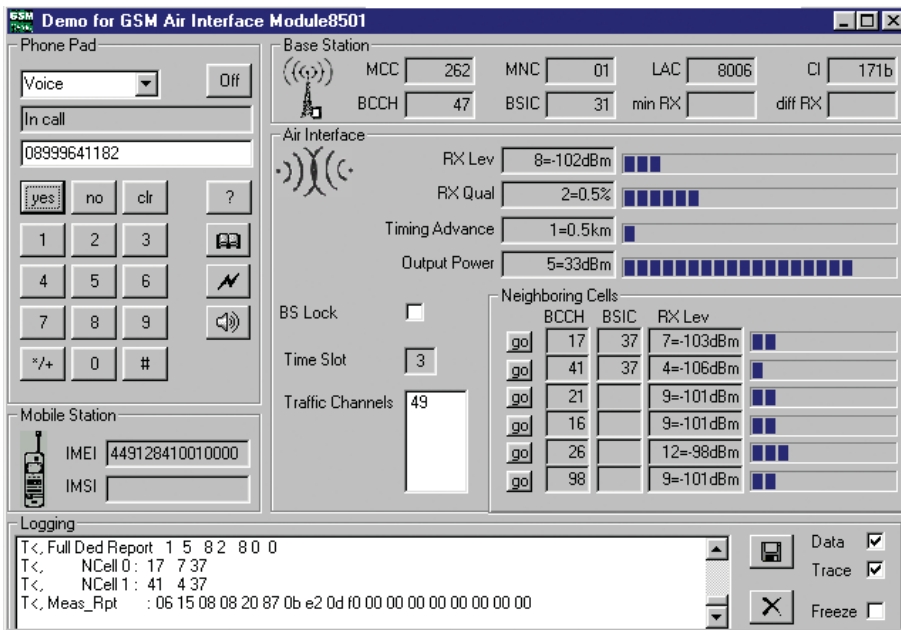 GSM Demo for GSM Air Interface Module8501
Phone Pad
Voice Off
In call
08999641182
yes no clr ?
1 2 3
4 5 6
7 8 9
*/+ 0 #
Mobile Station
IMEI 449128410010000
IMSI
Base Station
MCC 262 MNC 01 LAC 8006 CI 171b
BCCH 47 BSIC 31 min RX diff RX
Air Interface
RX Lev 8=-102dBm
RX Qual 2=0.5%
Timing Advance 1=0.5km
Output Power 5=33dBm
BS Lock
Time Slot 3
Traffic Channels 49
Neighboring Cells
BCCH BSIC RX Lev
go 17 37 7=-103dBm
go 41 37 4=-106dBm
go 21 9=-101dBm
go 16 9=-101dBm
go 26 12=-98dBm
go 98 9=-101dBm
Logging
T<, Full Ded Report 1 5 8 2 8 0 0
T<, NCell 0 : 17 7 37
T<, NCell 1 : 41 4 37
T<, Meas_Rpt : 06 15 08 08 20 87 0b e2 0d f0 00 00 00 00 00 00 00 00
Data
Trace
Freeze